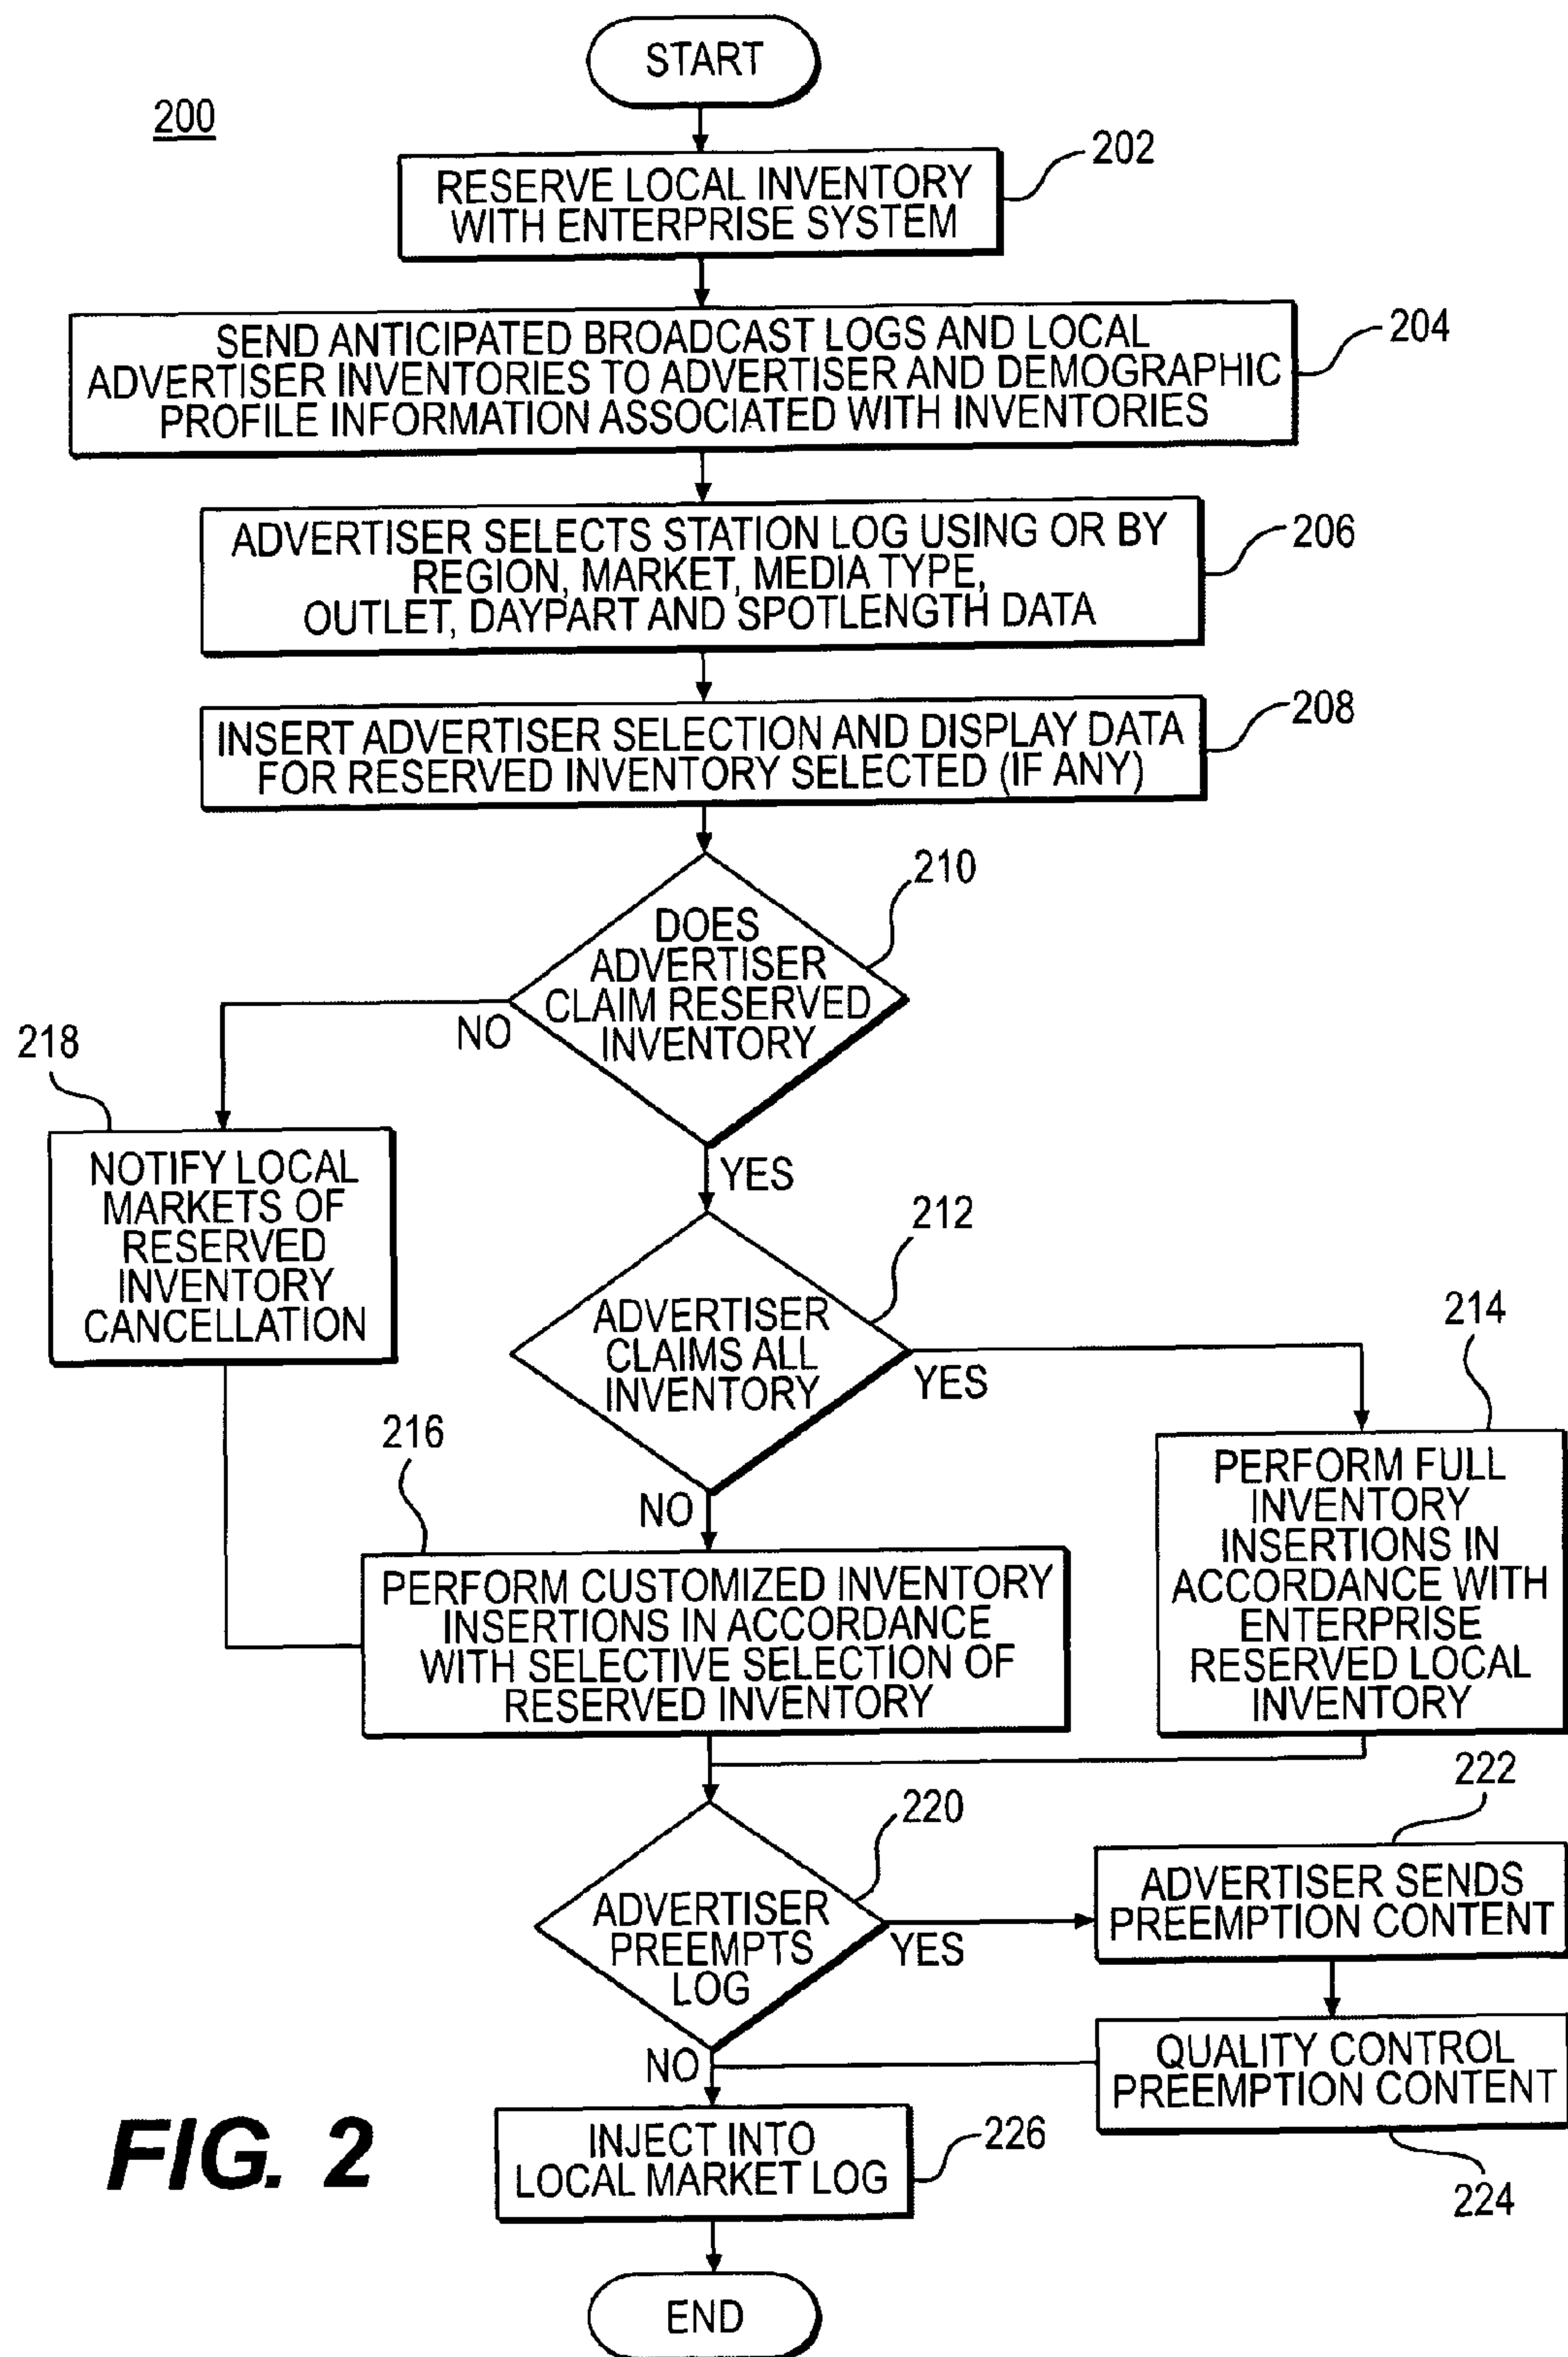 START
200
202
RESERVE LOCAL INVENTORY
WITH ENTERPRISE SYSTEM
204
SEND ANTICIPATED BROADCAST LOGS AND LOCAL
ADVERTISER INVENTORIES TO ADVERTISER AND DEMOGRAPHIC
PROFILE INFORMATION ASSOCIATED WITH INVENTORIES
206
ADVERTISER SELECTS STATION LOG USING OR BY
REGION, MARKET, MEDIA TYPE,
OUTLET, DAYPART AND SPOTLENGTH DATA
208
INSERT ADVERTISER SELECTION AND DISPLAY DATA
FOR RESERVED INVENTORY SELECTED (IF ANY)
210
DOES
ADVERTISER
CLAIM RESERVED
INVENTORY
NO
YES
218
NOTIFY LOCAL
MARKETS OF
RESERVED
INVENTORY
CANCELLATION
212
ADVERTISER
CLAIMS ALL
INVENTORY
YES
NO
214
PERFORM FULL
INVENTORY
INSERTIONS IN
ACCORDANCE WITH
ENTERPRISE
RESERVED LOCAL
INVENTORY
216
PERFORM CUSTOMIZED INVENTORY
INSERTIONS IN ACCORDANCE
WITH SELECTIVE SELECTION OF
RESERVED INVENTORY
220
ADVERTISER
PREEMPTS
LOG
YES
NO
222
ADVERTISER SENDS
PREEMPTION CONTENT
QUALITY CONTROL
PREEMPTION CONTENT
224
INJECT INTO
LOCAL MARKET LOG
226
END
FIG. 2